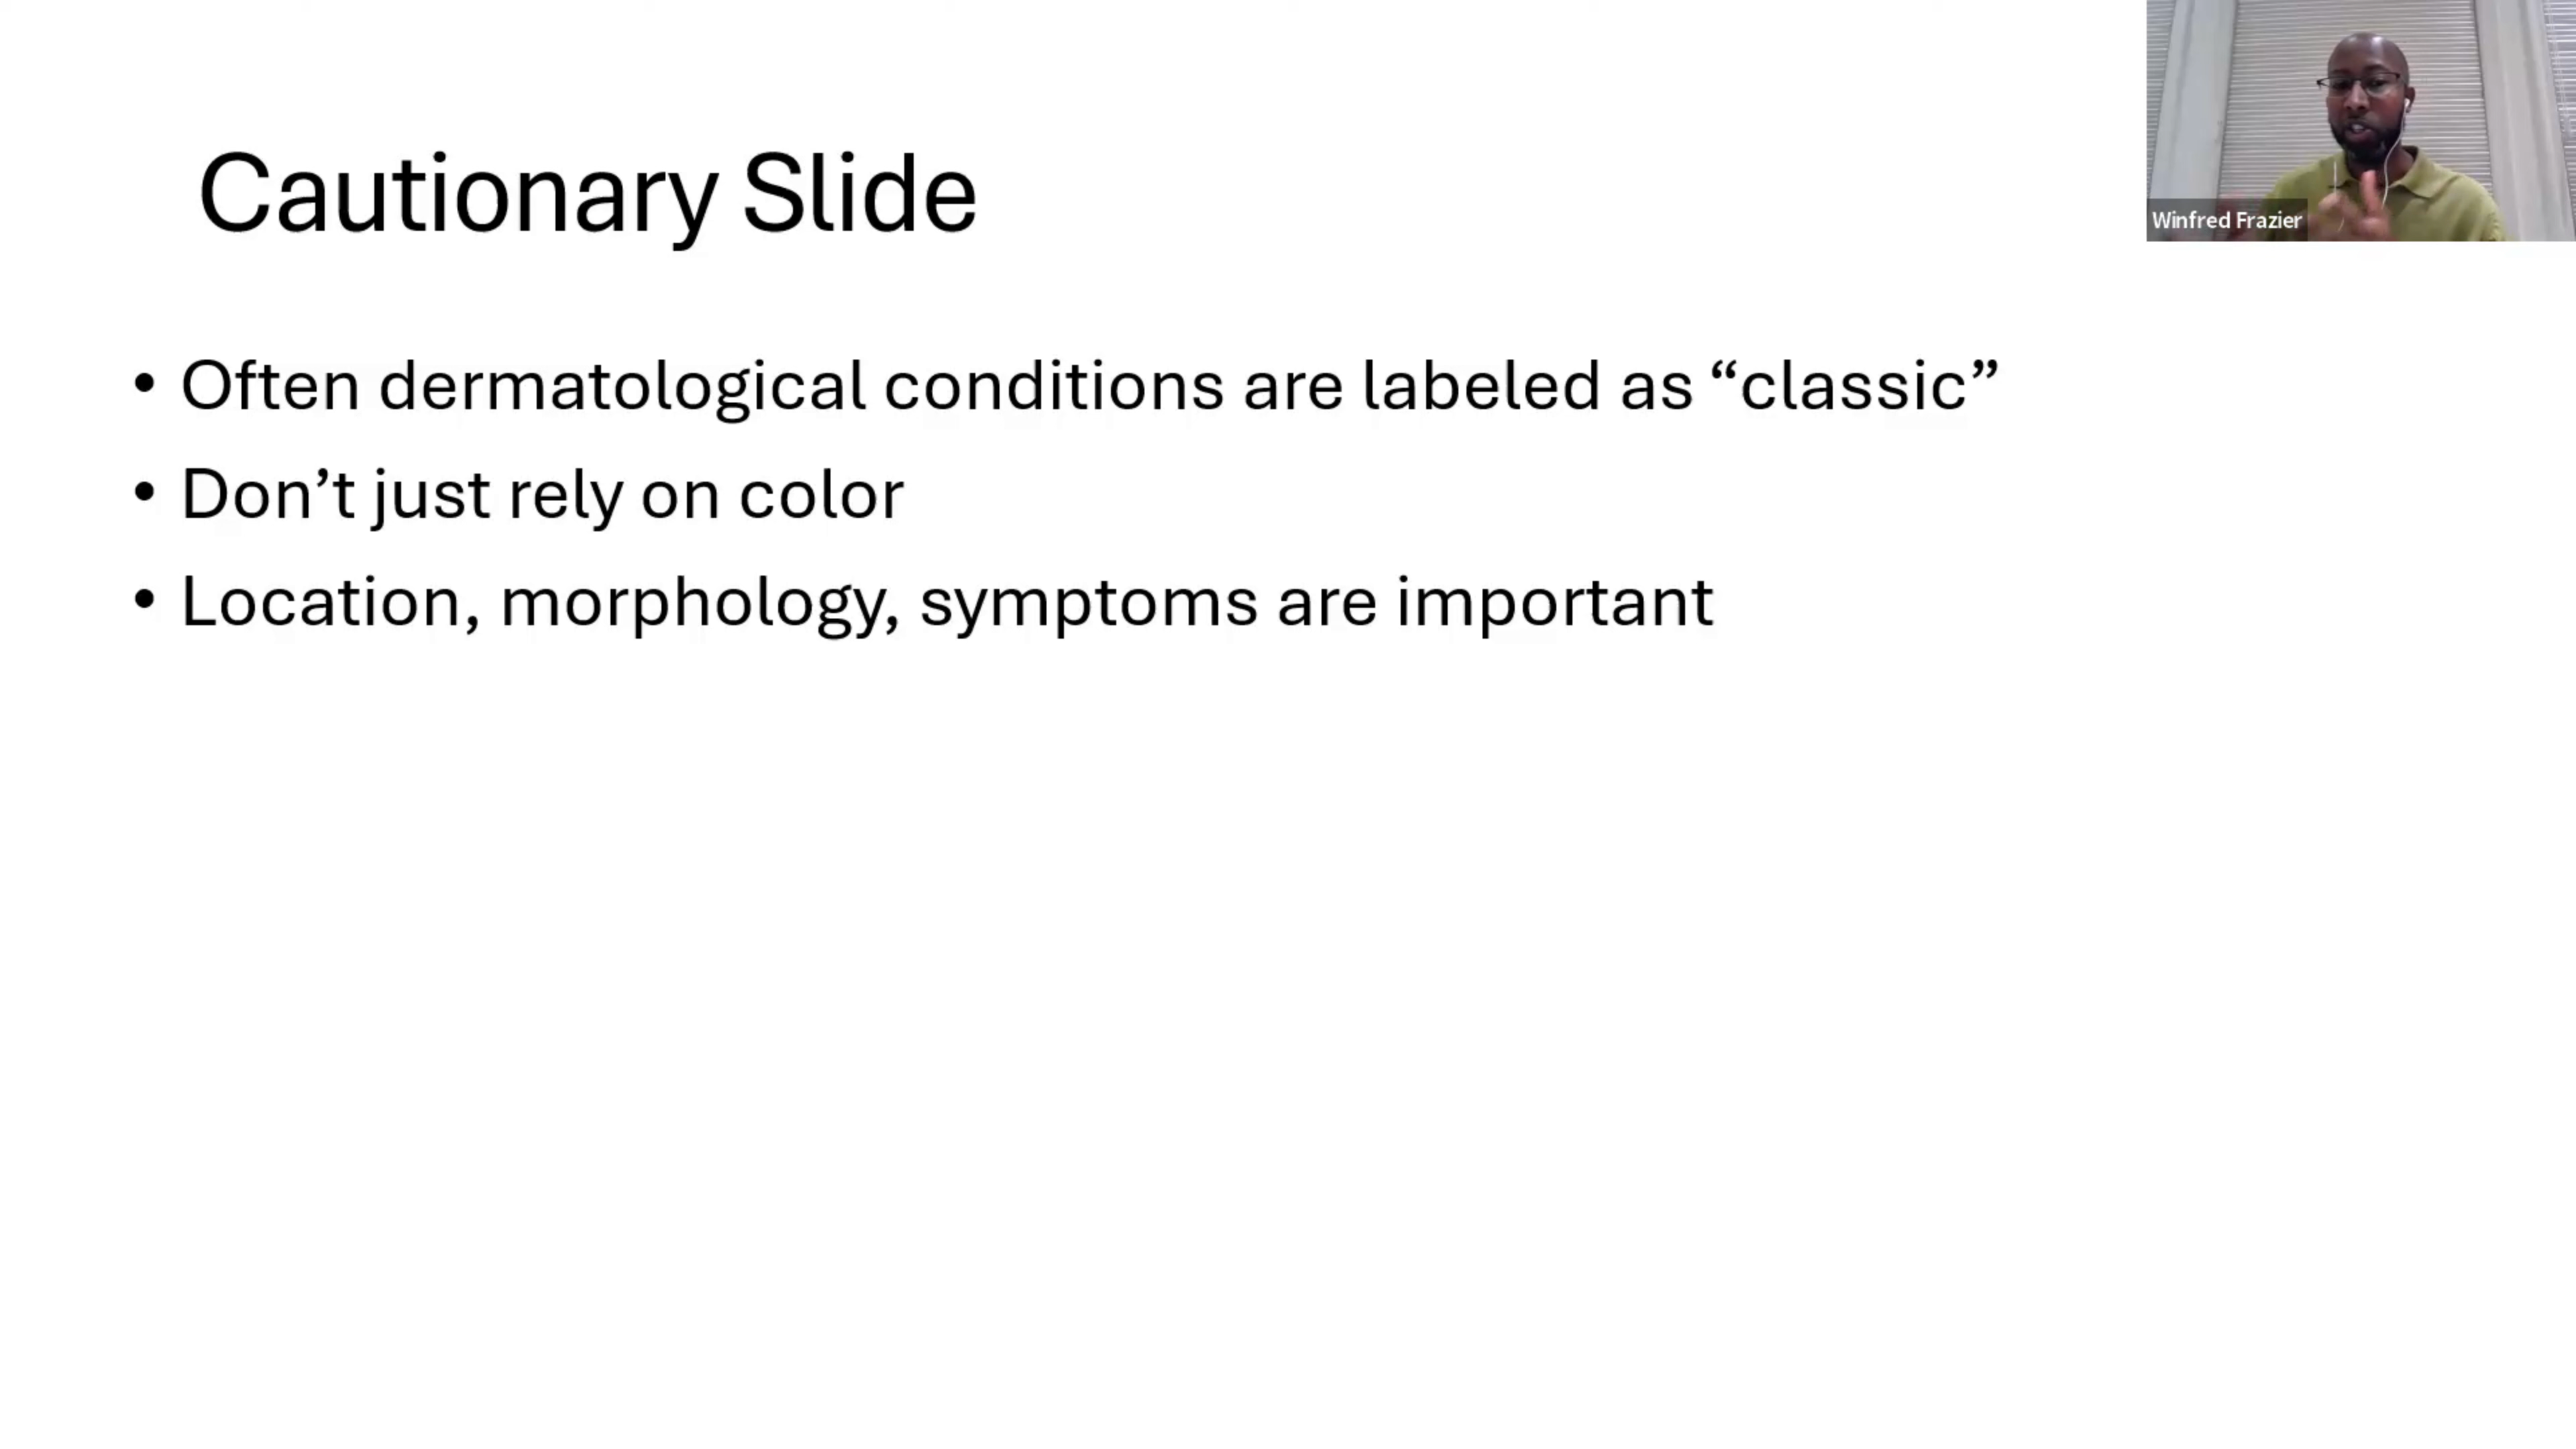 Cautionary Slide
Winfred Frazier
• Often dermatological conditions are labeled as “classic”
• Don’t just rely on color
• Location, morphology, symptoms are important